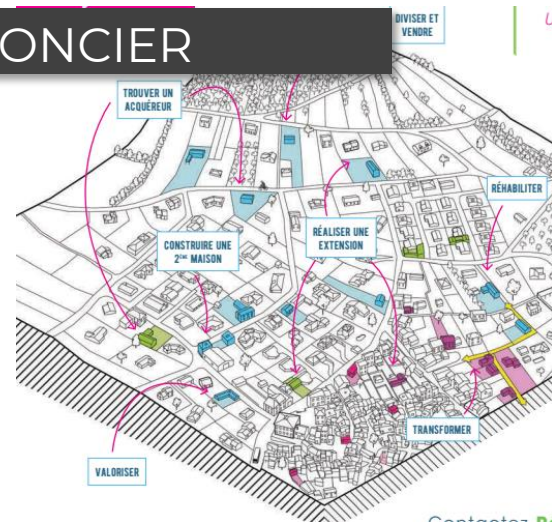 ONCIER
DIVISER ET
VENDRE
TROUVER UN
ACQUÉREUR
RÉHABILITER
CONSTRUIRE UNE
2ÈME MAISON
RÉALISER UNE
EXTENSION
TRANSFORMER
VALORISER
Contactez